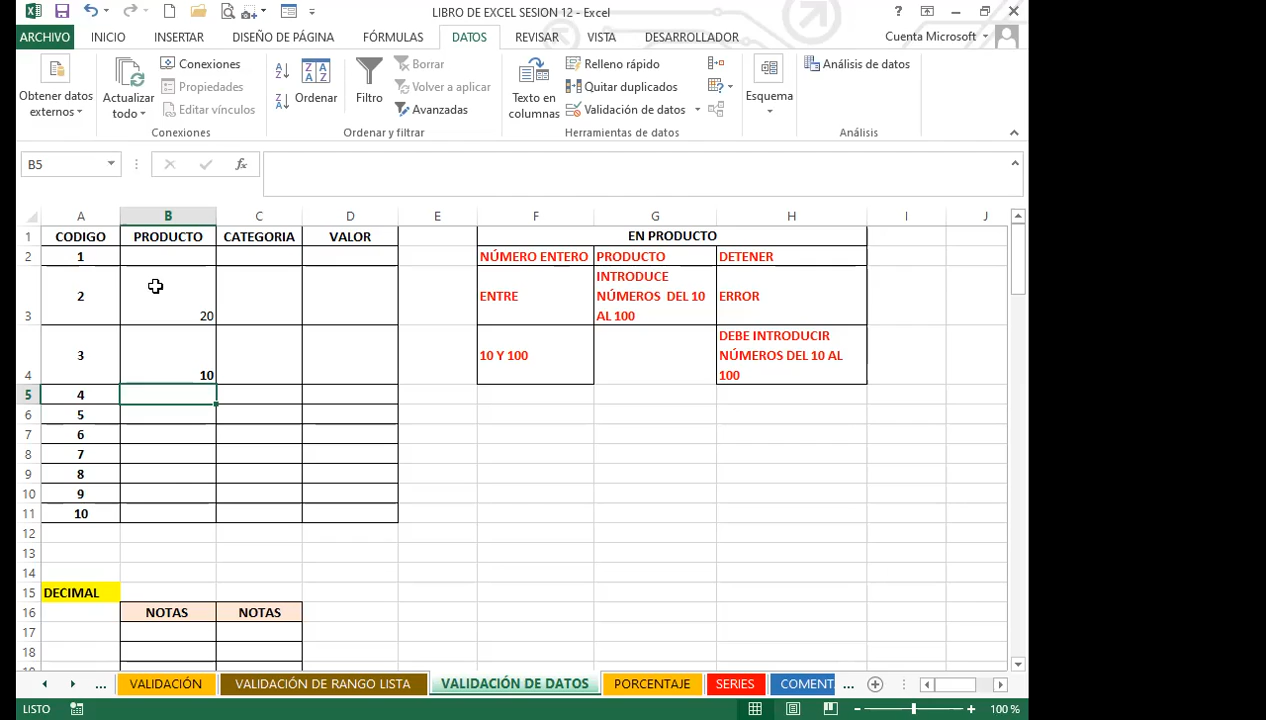 LIBRO DE EXCEL SESION 12 - Excel
?
ARCHIVO INICIO INSERTAR DISEÑO DE PÁGINA FÓRMULAS DATOS REVISAR VISTA DESARROLLADOR Cuenta Microsoft
Obtener datos externos
Actualizar todo
Conexiones
Propiedades
Editar vínculos
Conexiones
Ordenar
Filtro
Borrar
Volver a aplicar
Avanzadas
Ordenar y filtrar
Texto en columnas
Relleno rápido
Quitar duplicados
Validación de datos
Herramientas de datos
Esquema
Análisis de datos
Análisis
B5 fx
A B C D E F G H I J
1 CODIGO PRODUCTO CATEGORIA VALOR EN PRODUCTO
2 1 NÚMERO ENTERO PRODUCTO DETENER
3 2 20 ENTRE INTRODUCE NÚMEROS DEL 10 AL 100 ERROR
4 3 10 10 Y 100 DEBE INTRODUCIR NÚMEROS DEL 10 AL 100
5 4
6 5
7 6
8 7
9 8
10 9
11 10
12
13
14
15 DECIMAL
16 NOTAS NOTAS
17
18
... VALIDACIÓN VALIDACIÓN DE RANGO LISTA VALIDACIÓN DE DATOS PORCENTAJE SERIES COMENT ...
LISTO 100 %